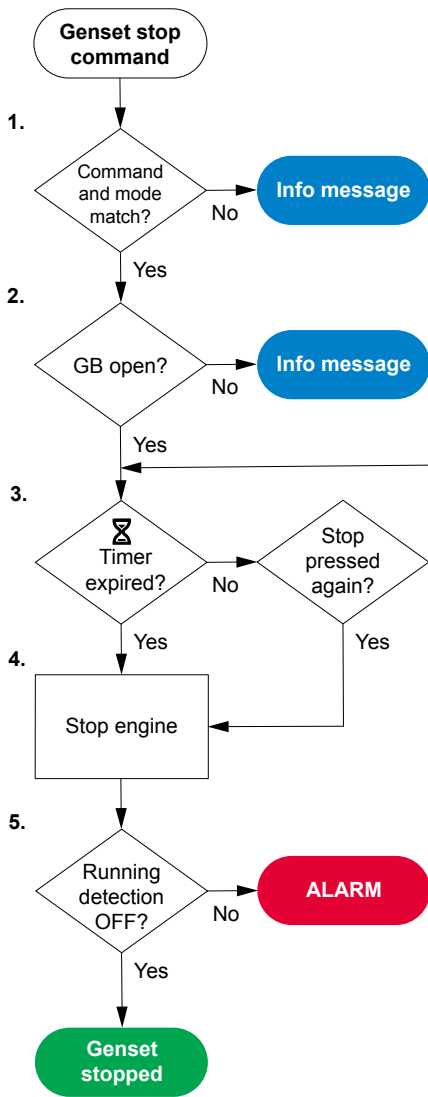 Genset stop
command
1.
Command
and mode
match?
No
Info message
Yes
2.
GB open?
No
Info message
Yes
3.
Timer
expired?
No
Stop
pressed
again?
Yes
Yes
4.
Stop engine
5.
Running
detection
OFF?
No
ALARM
Yes
Genset
stopped